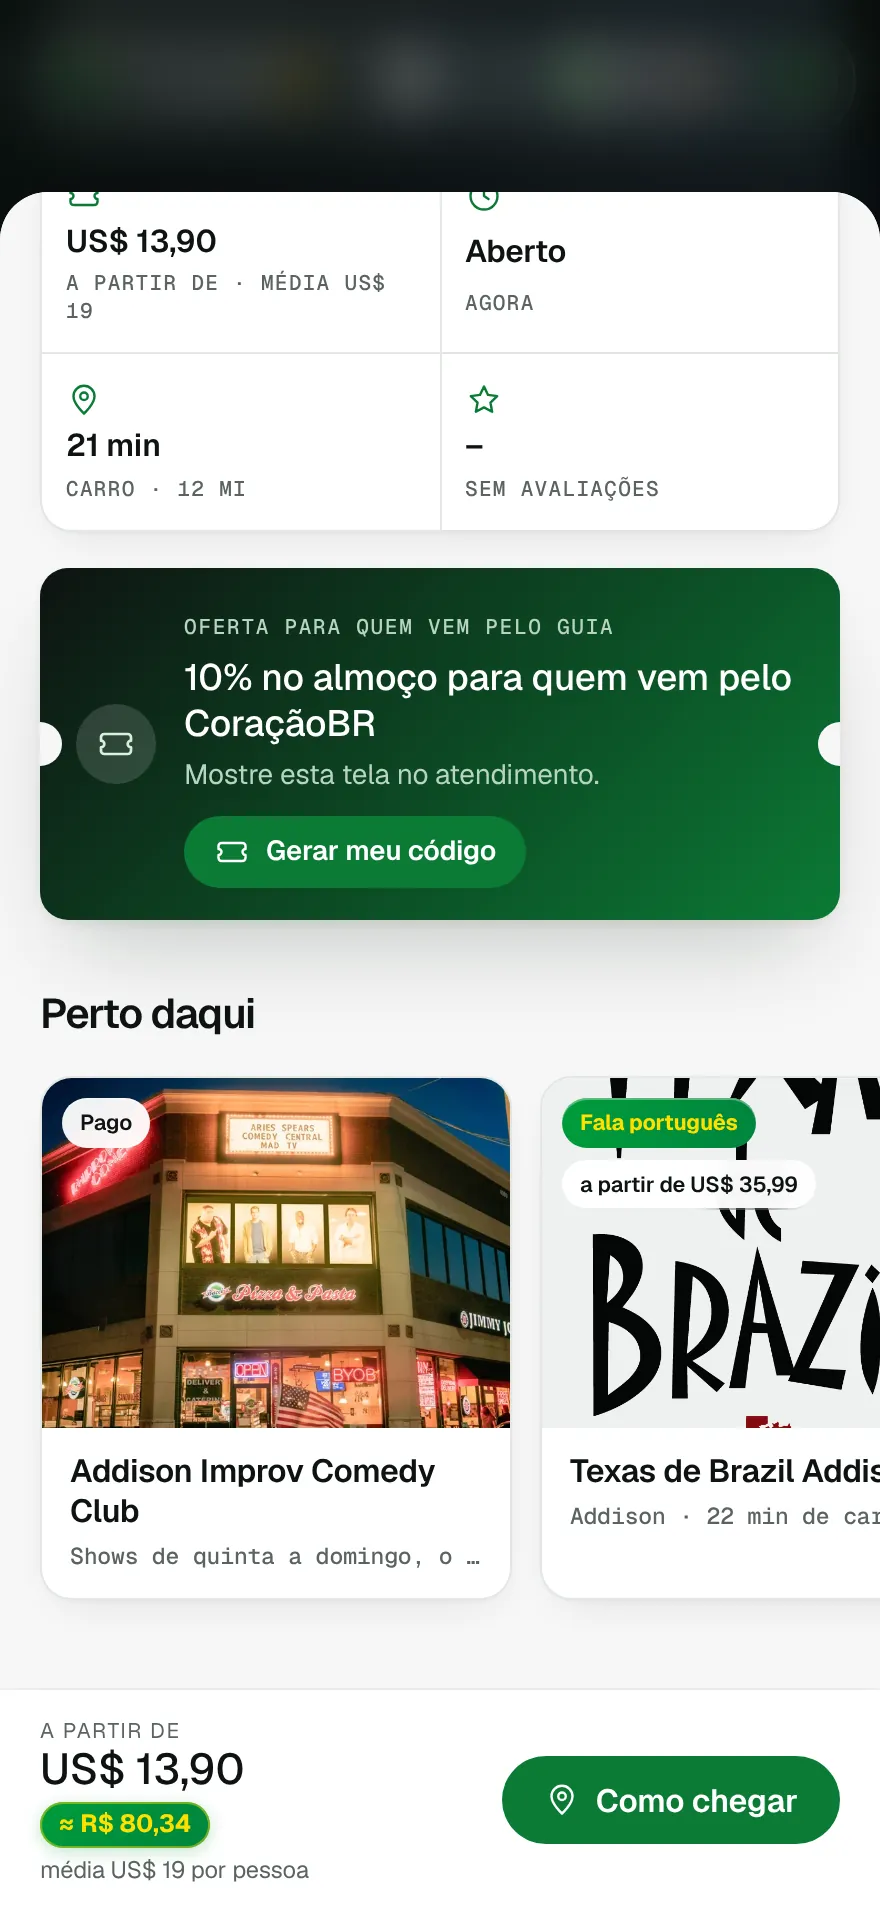 US$ 13,90
A PARTIR DE · MÉDIA US$
19
Aberto
AGORA
21 min
CARRO · 12 MI
–
SEM AVALIAÇÕES
OFERTA PARA QUEM VEM PELO GUIA
10% no almoço para quem vem pelo
CoraçãoBR
Mostre esta tela no atendimento.
Gerar meu código
Perto daqui
Pago
ARIES SPEARS
COMEDY CENTRAL
MAD TV
Pizza & Pasta
JIMMY JO
OPEN
BYOB
DELIVERY
&
CATERING
Addison Improv Comedy
Club
Shows de quinta a domingo, o …
Fala português
a partir de US$ 35,99
BRAZI
Texas de Brazil Addis
Addison · 22 min de car
A PARTIR DE
US$ 13,90
≈ R$ 80,34
média US$ 19 por pessoa
Como chegar